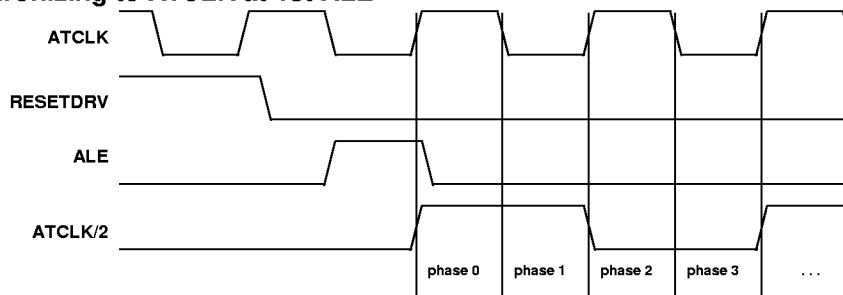 ATCLK
RESETDRV
ALE
ATCLK/2
phase 0 phase 1 phase 2 phase 3 . . .